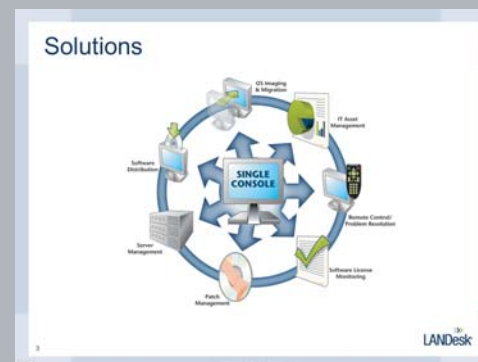 Solutions
OS Imaging
& Migration
IT Asset
Management
Software
Distribution
SINGLE
CONSOLE
Remote Control/
Problem Resolution
Server
Management
Software License
Monitoring
Patch
Management
3
LANDesk